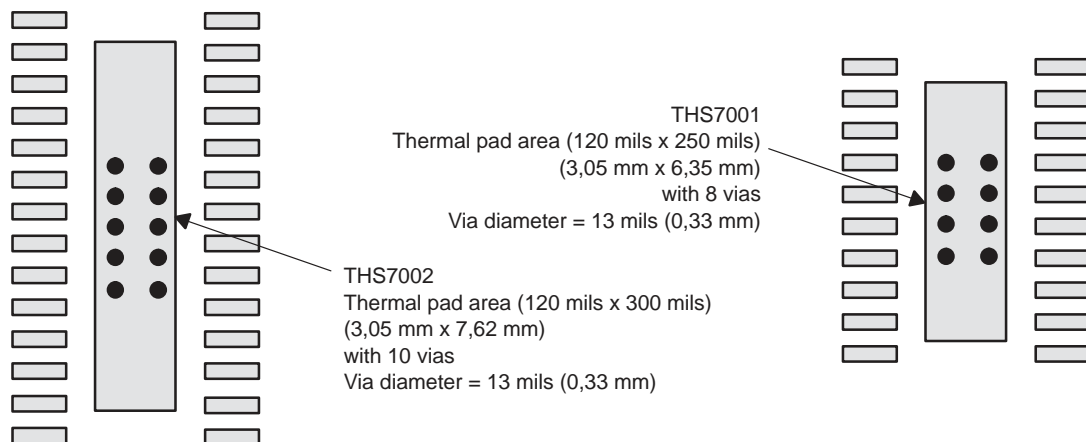 THS7001
Thermal pad area (120 mils x 250 mils)
(3,05 mm x 6,35 mm)
with 8 vias
Via diameter = 13 mils (0,33 mm)
THS7002
Thermal pad area (120 mils x 300 mils)
(3,05 mm x 7,62 mm)
with 10 vias
Via diameter = 13 mils (0,33 mm)